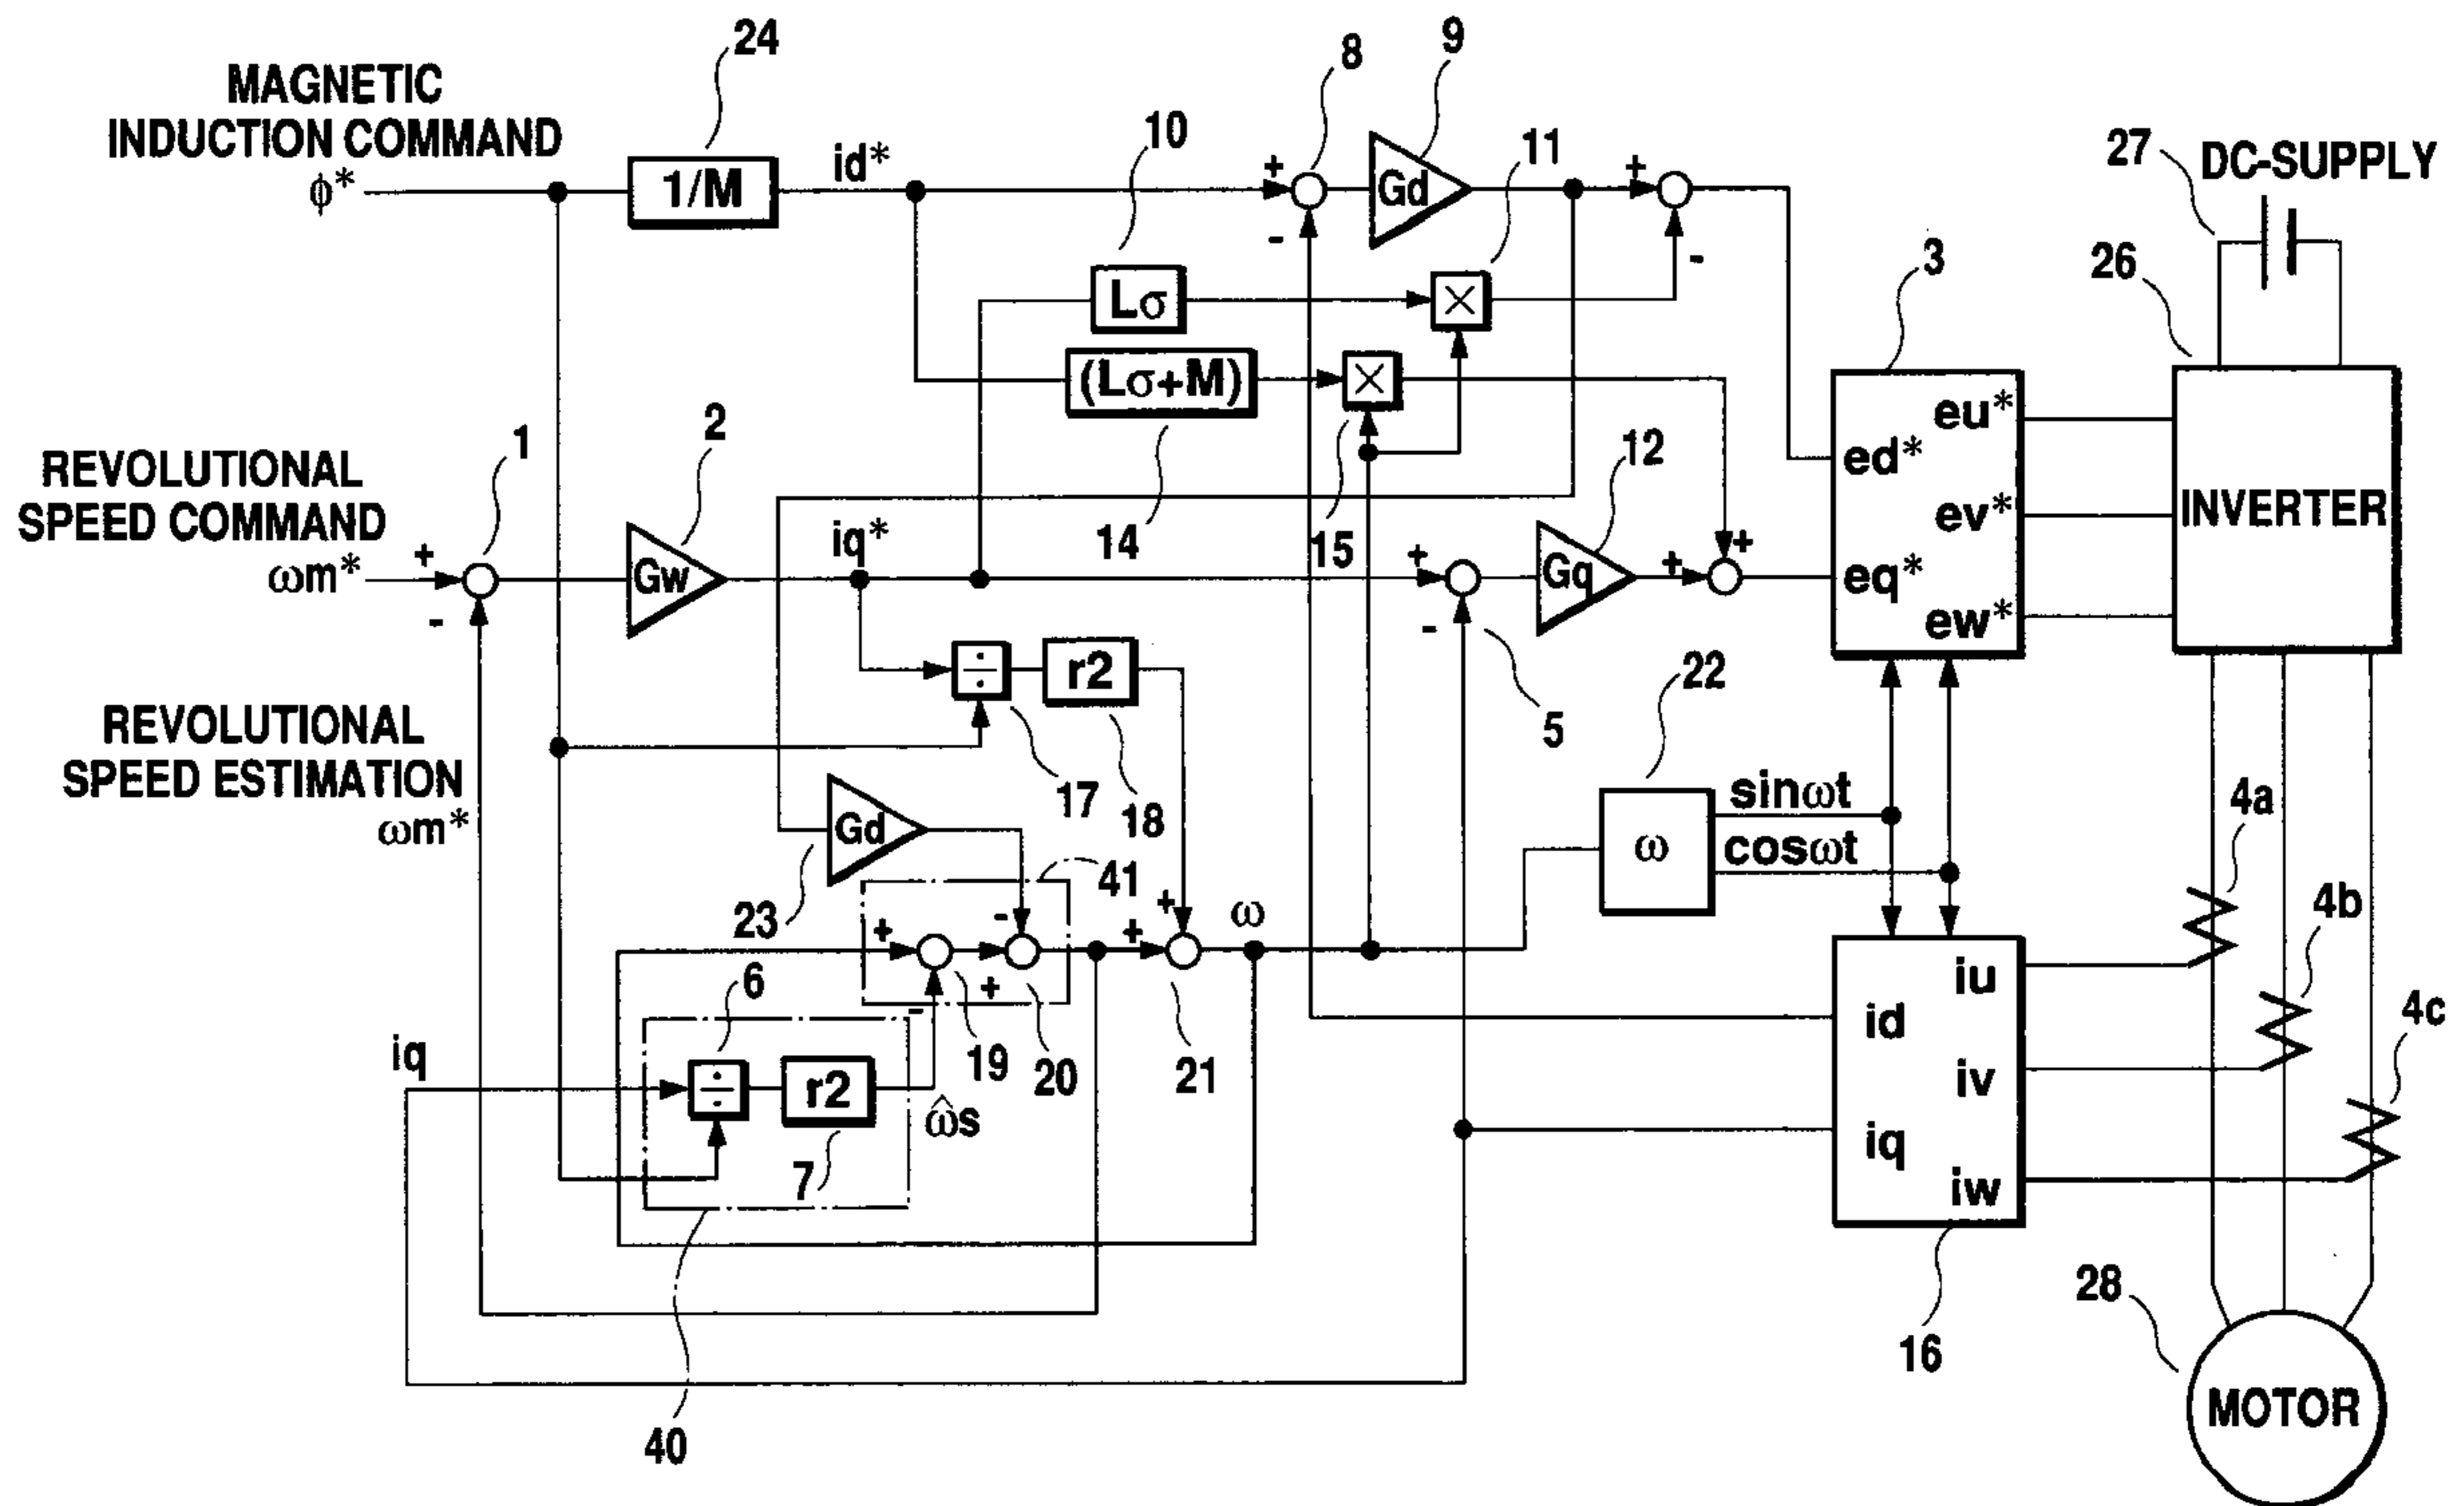 24
8
9
MAGNETIC
INDUCTION COMMAND
ϕ*
1/M
id*
10
+
-
Gd
11
+
-
27
DC-SUPPLY
26
3
Lσ
×
(Lσ+M)
×
eu*
ed*
ev*
eq*
ew*
INVERTER
REVOLUTIONAL
SPEED COMMAND
ωm*
1
+
-
2
Gw
iq*
14
15
12
+
-
Gq
+
+
5
÷
r2
17
18
22
REVOLUTIONAL
SPEED ESTIMATION
ωm*
Gd
23
41
sinωt
cosωt
ω
4a
4b
4c
+
-
-
+
+
+
ω
19
20
21
6
iq
÷
r2
7
ω̂s
40
id
iq
iu
iv
iw
16
28
MOTOR